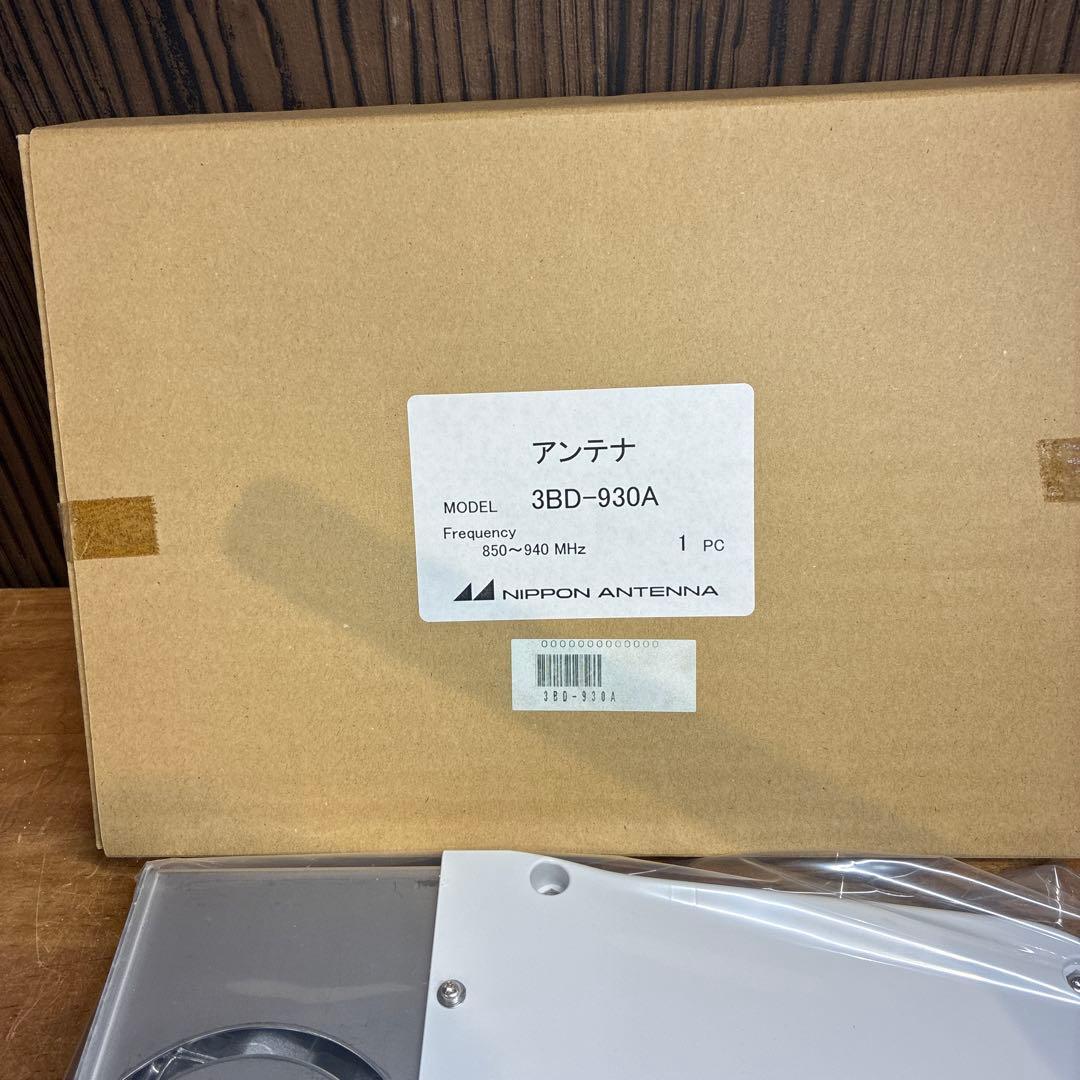 アンテナ
MODEL 3BD-930A
Frequency
850～940 MHz 1 PC
NIPPON ANTENNA
0000000000000
3BD-930A